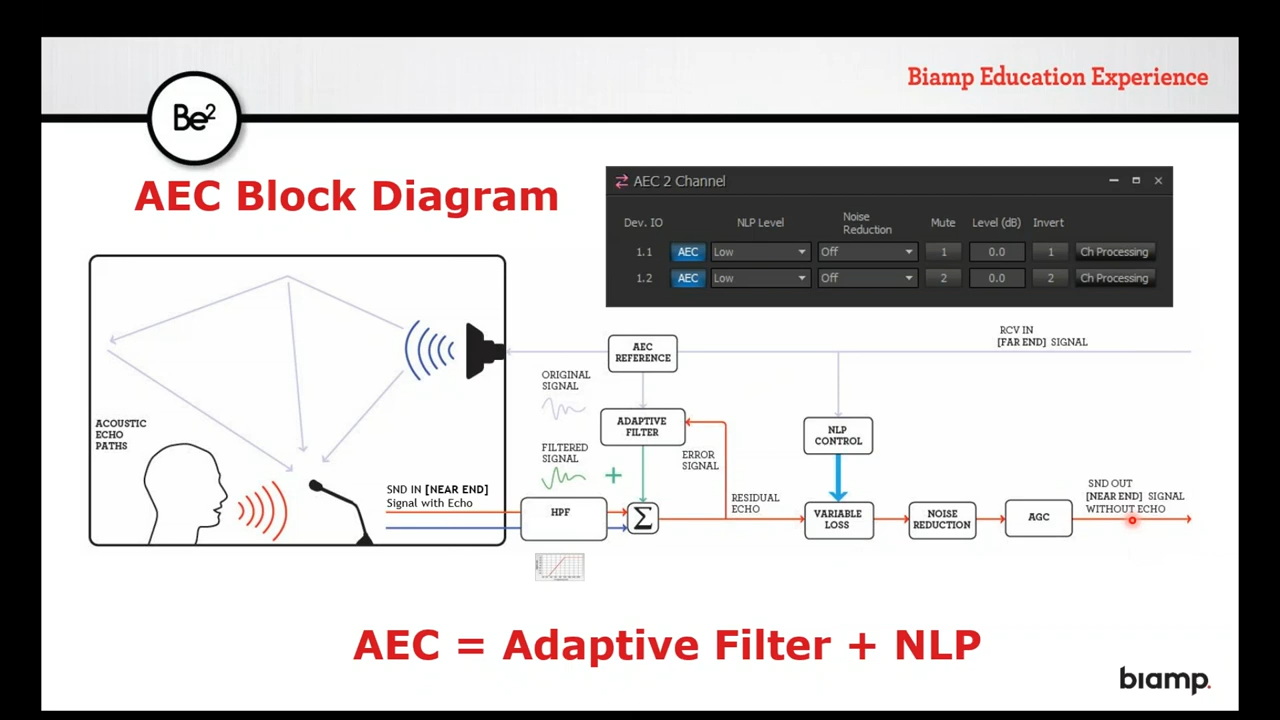 Biamp Education Experience
Be²
AEC Block Diagram
AEC 2 Channel
Dev. IO NLP Level Noise Reduction Mute Level (dB) Invert
1.1 AEC Low Off 1 0.0 1 Ch Processing
1.2 AEC Low Off 2 0.0 2 Ch Processing
RCV IN
[FAR END] SIGNAL
AEC
REFERENCE
ORIGINAL
SIGNAL
ADAPTIVE
FILTER
NLP
CONTROL
ACOUSTIC
ECHO
PATHS
FILTERED
SIGNAL
+
ERROR
SIGNAL
SND IN [NEAR END]
Signal with Echo
HPF
Σ
RESIDUAL
ECHO
VARIABLE
LOSS
NOISE
REDUCTION
AGC
SND OUT
[NEAR END] SIGNAL
WITHOUT ECHO
AEC = Adaptive Filter + NLP
biamp.